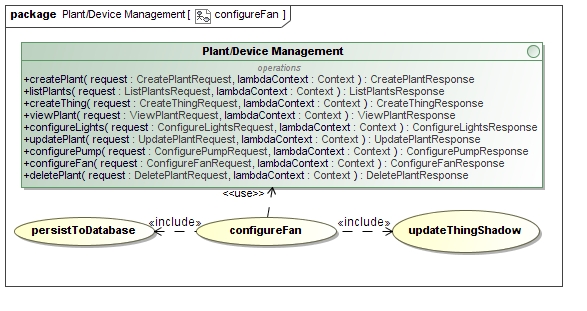 package Plant/Device Management[ configureFan ]
Plant/Device Management
operations
+createPlant( request : CreatePlantRequest, lambdaContext : Context ) : CreatePlantResponse
+listPlants( request : ListPlantsRequest, lambdaContext : Context ) : ListPlantsResponse
+createThing( request : CreateThingRequest, lambdaContext : Context ) : CreateThingResponse
+viewPlant( request : ViewPlantRequest, lambdaContext : Context ) : ViewPlantResponse
+configureLights( request : ConfigureLightsRequest, lambdaContext : Context ) : ConfigureLightsResponse
+updatePlant( request : UpdatePlantRequest, lambdaContext : Context ) : UpdatePlantResponse
+configurePump( request : ConfigurePumpRequest, lambdaContext : Context ) : ConfigurePumpResponse
+configureFan( request : ConfigureFanRequest, lambdaContext : Context ) : ConfigureFanResponse
+deletePlant( request : DeletePlantRequest, lambdaContext : Context ) : DeletePlantResponse
<<use>>
«include» «include»
persistToDatabase configureFan updateThingShadow